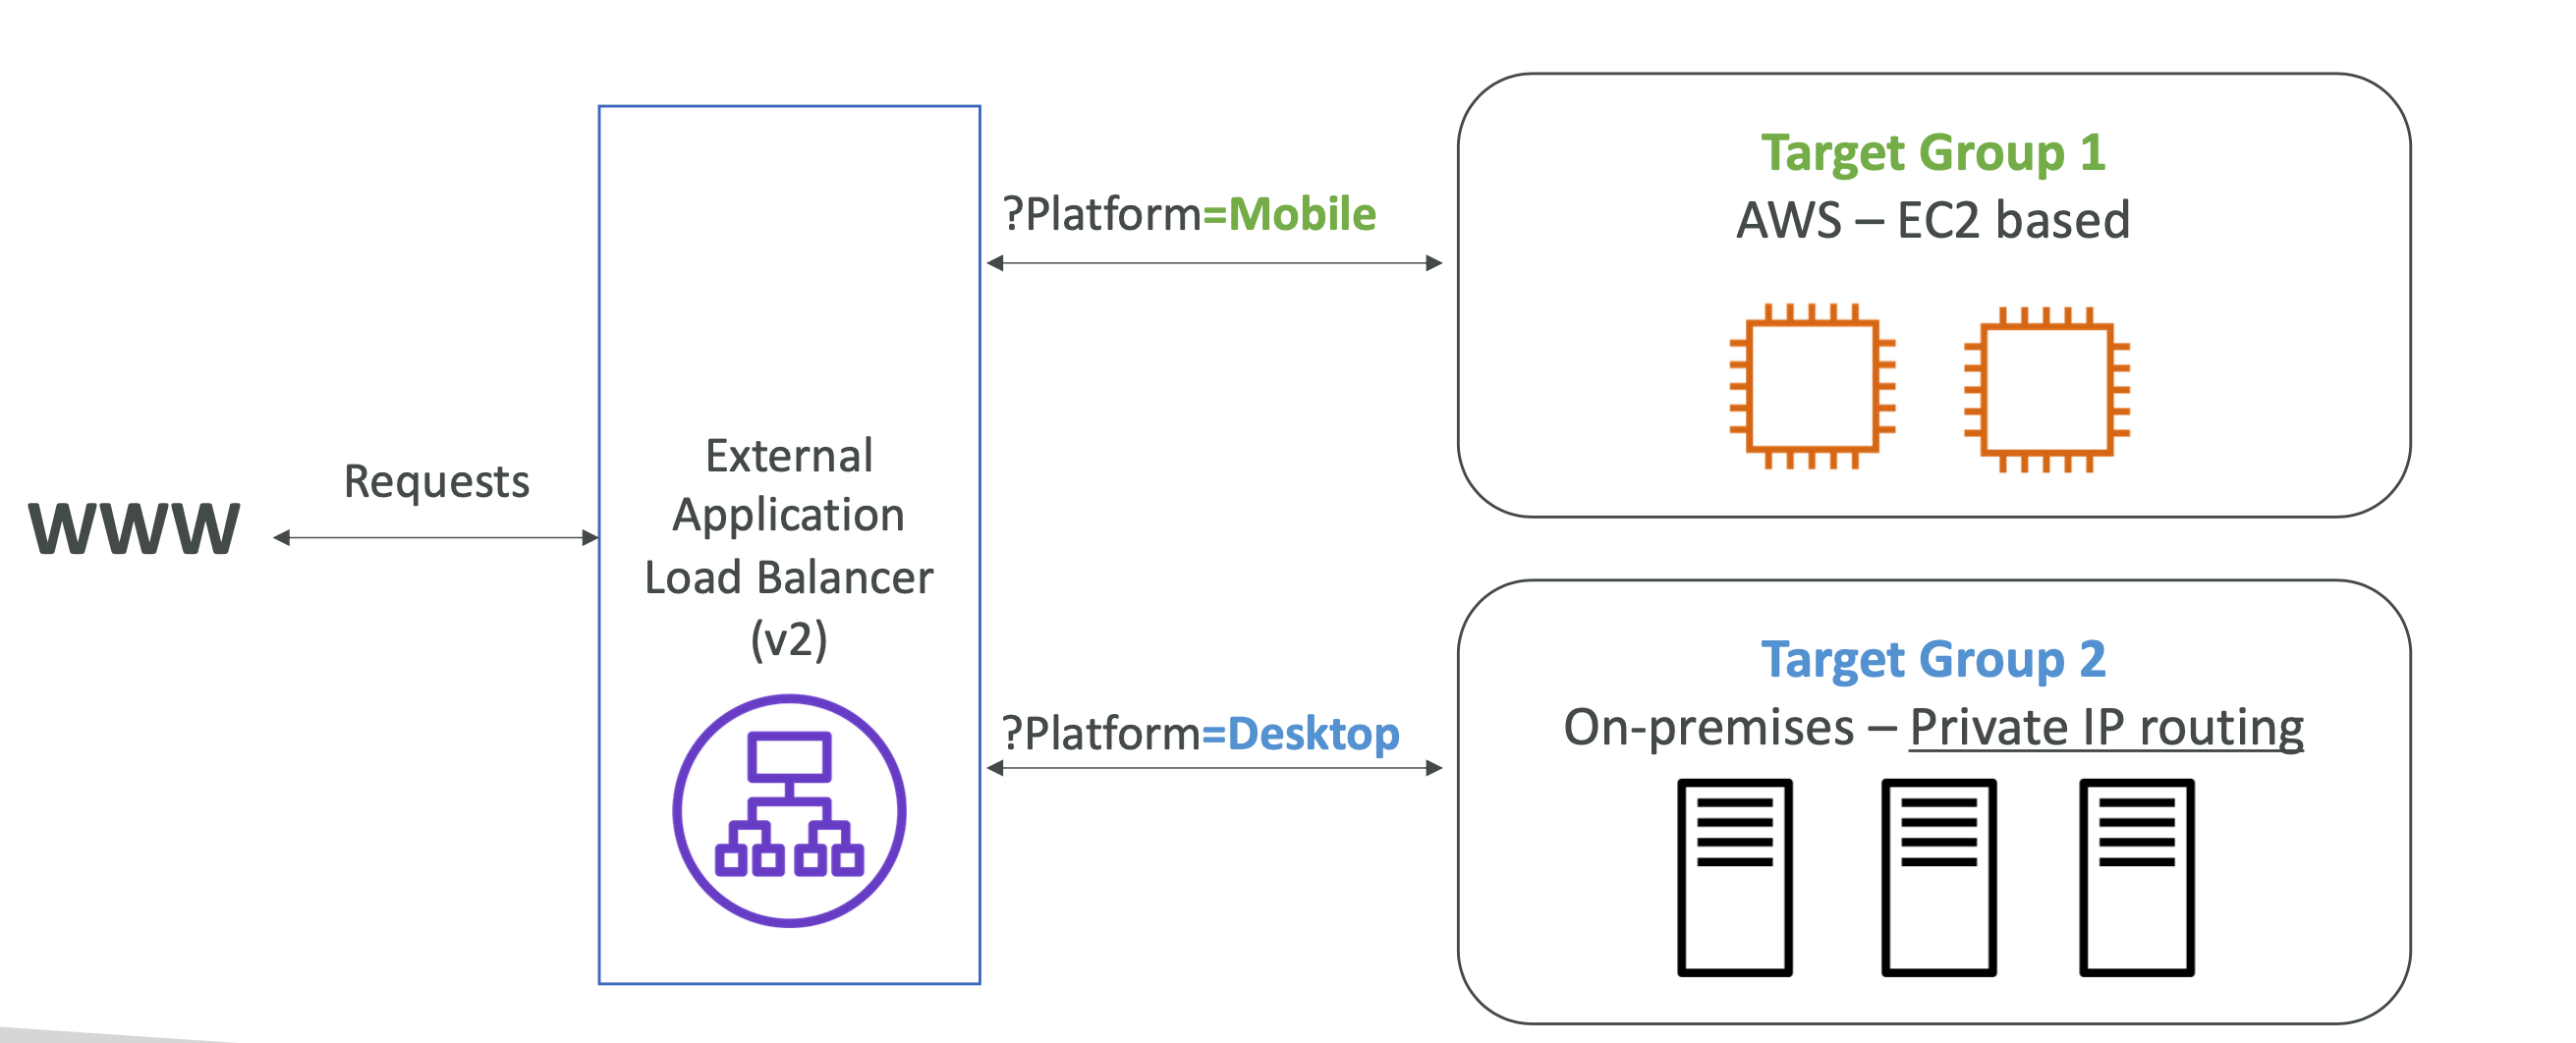 WWW
Requests
External
Application
Load Balancer
(v2)
?Platform=Mobile
Target Group 1
AWS – EC2 based
?Platform=Desktop
Target Group 2
On-premises – Private IP routing